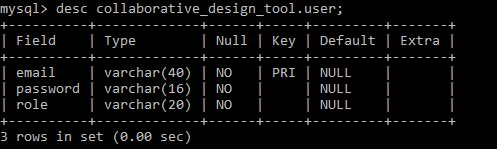 mysql> desc collaborative_design_tool.user;
+----------+-------------+------+-----+---------+-------+
| Field    | Type        | Null | Key | Default | Extra |
+----------+-------------+------+-----+---------+-------+
| email    | varchar(40) | NO   | PRI | NULL    |       |
| password | varchar(16) | NO   |     | NULL    |       |
| role     | varchar(20) | NO   |     | NULL    |       |
+----------+-------------+------+-----+---------+-------+
3 rows in set (0.00 sec)